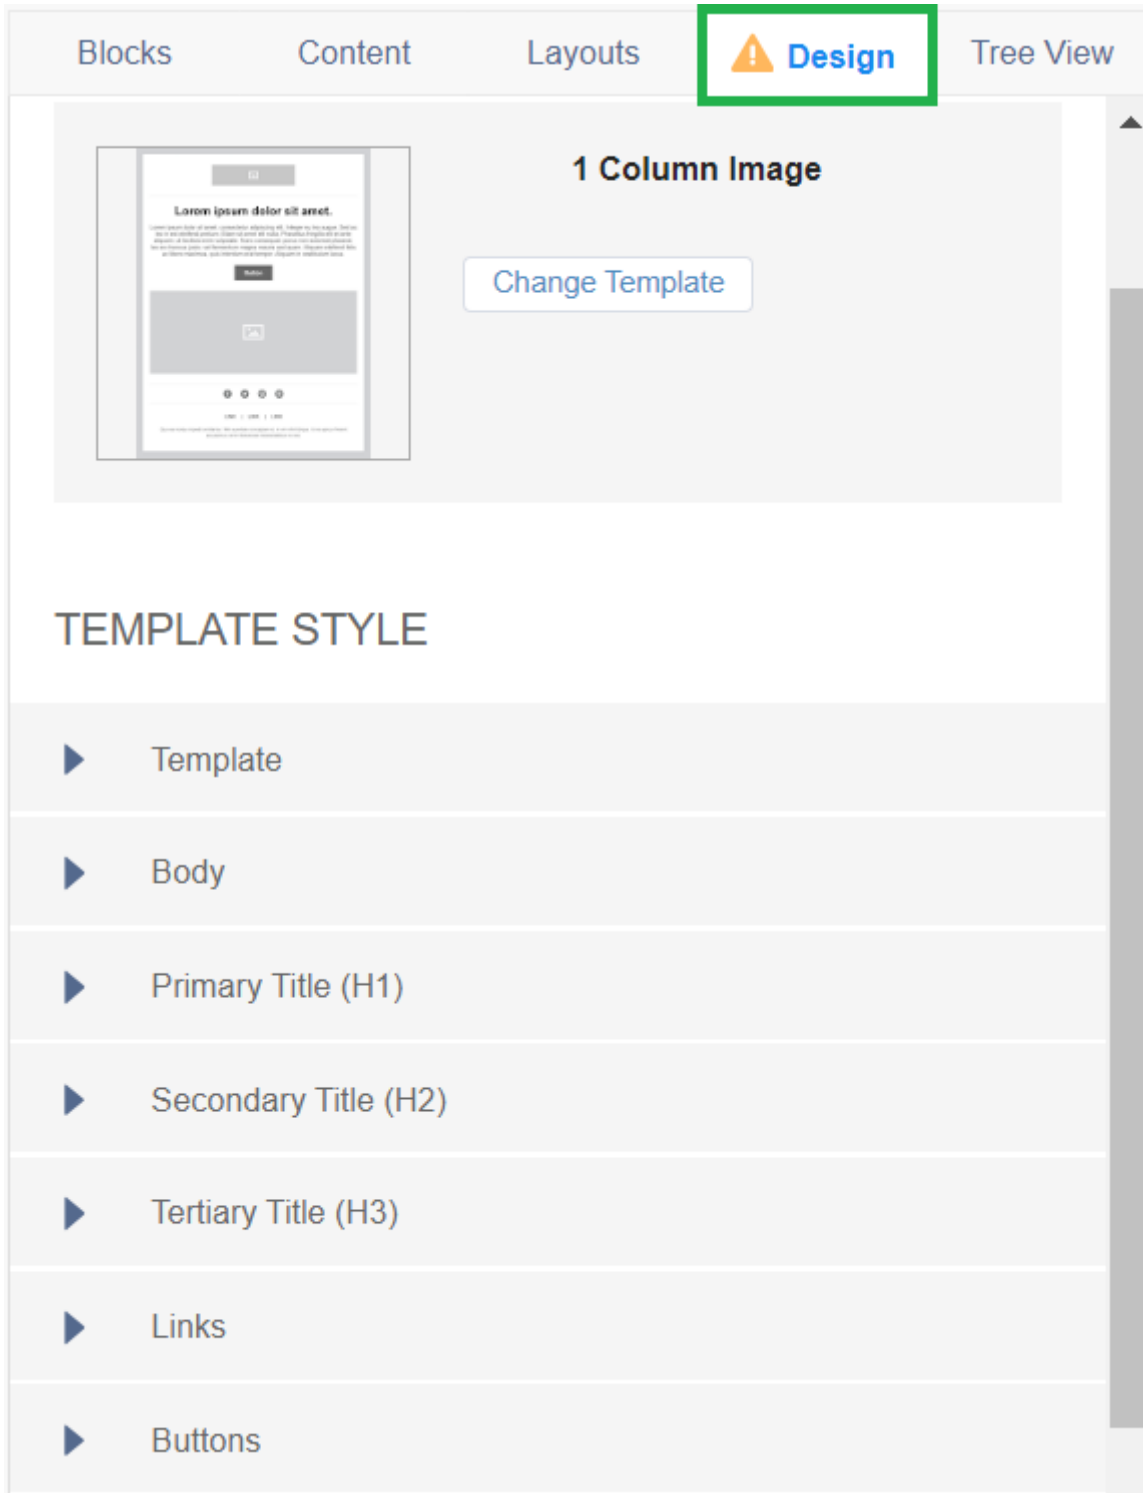 Blocks Content Layouts Design Tree View
1 Column Image
Change Template
Lorem ipsum dolor sit amet.
Button
TEMPLATE STYLE
Template
Body
Primary Title (H1)
Secondary Title (H2)
Tertiary Title (H3)
Links
Buttons